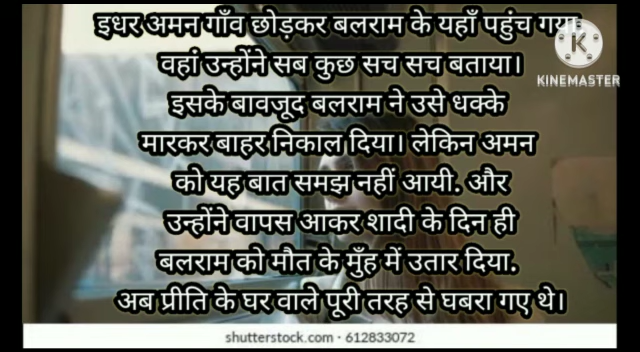 इधर अमन गाँव छोड़कर बलराम के यहाँ पहुंच गया
वहां उन्होंने सब कुछ सच सच बताया।
KINEMASTER
इसके बावजूद बलराम ने उसे धक्के
मारकर बाहर निकाल दिया। लेकिन अमन
को यह बात समझ नहीं आयी. और
उन्होंने वापस आकर शादी के दिन ही
बलराम को मौत के मुँह में उतार दिया.
अब प्रीति के घर वाले पूरी तरह से घबरा गए थे।
shutterstock.com · 612833072